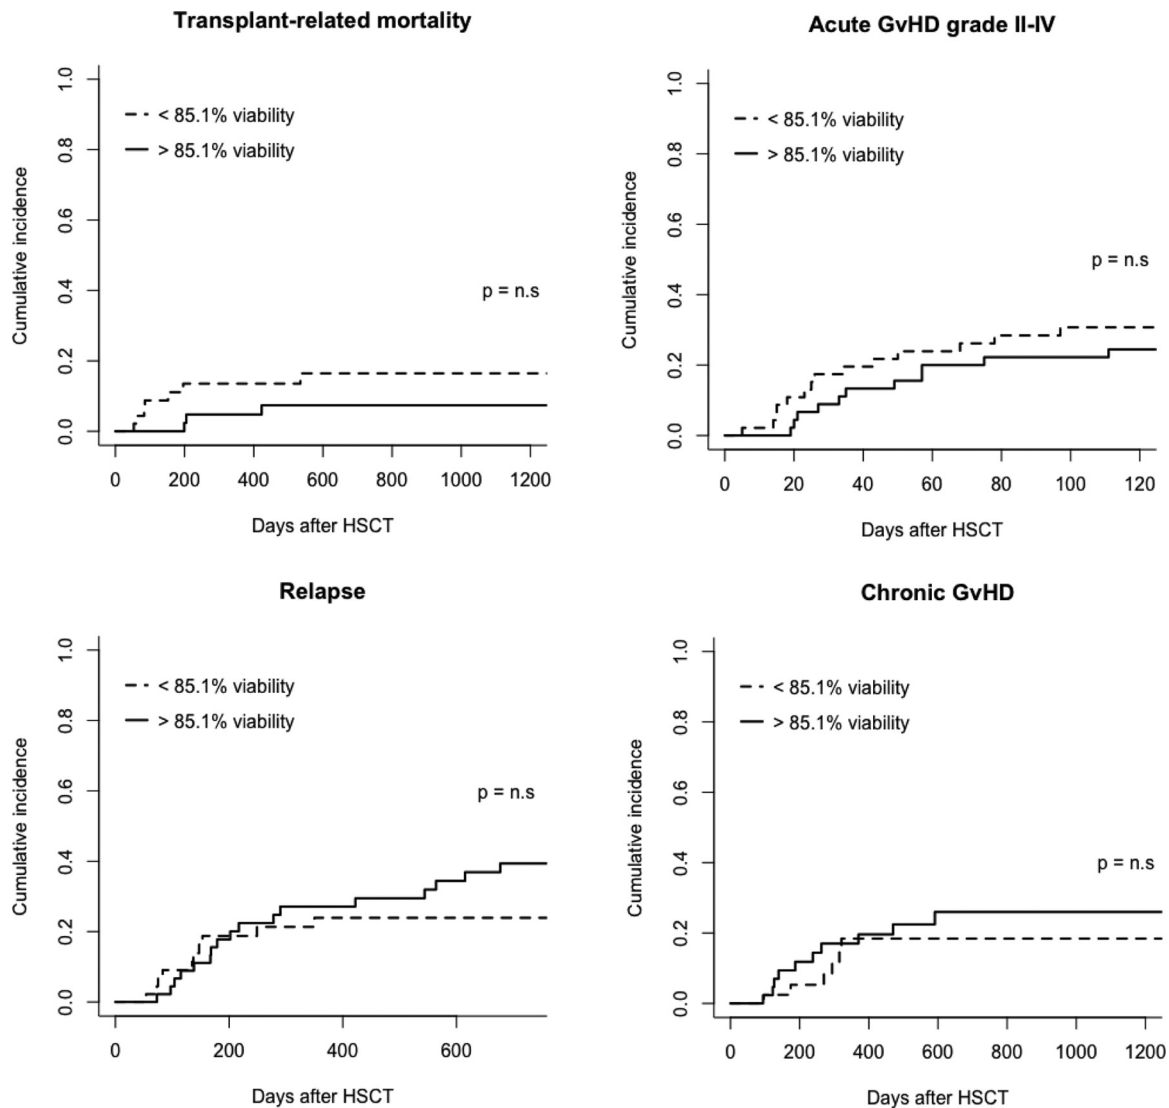 Transplant-related mortality
Cumulative incidence
1.0
0.8
0.6
0.4
0.2
0.0
< 85.1% viability
> 85.1% viability
p = n.s
0 200 400 600 800 1000 1200
Days after HSCT
Acute GvHD grade II-IV
Cumulative incidence
1.0
0.8
0.6
0.4
0.2
0.0
< 85.1% viability
> 85.1% viability
p = n.s
0 20 40 60 80 100 120
Days after HSCT
Relapse
Cumulative incidence
1.0
0.8
0.6
0.4
0.2
0.0
< 85.1% viability
> 85.1% viability
p = n.s
0 200 400 600
Days after HSCT
Chronic GvHD
Cumulative incidence
1.0
0.8
0.6
0.4
0.2
0.0
< 85.1% viability
> 85.1% viability
p = n.s
0 200 400 600 800 1000 1200
Days after HSCT